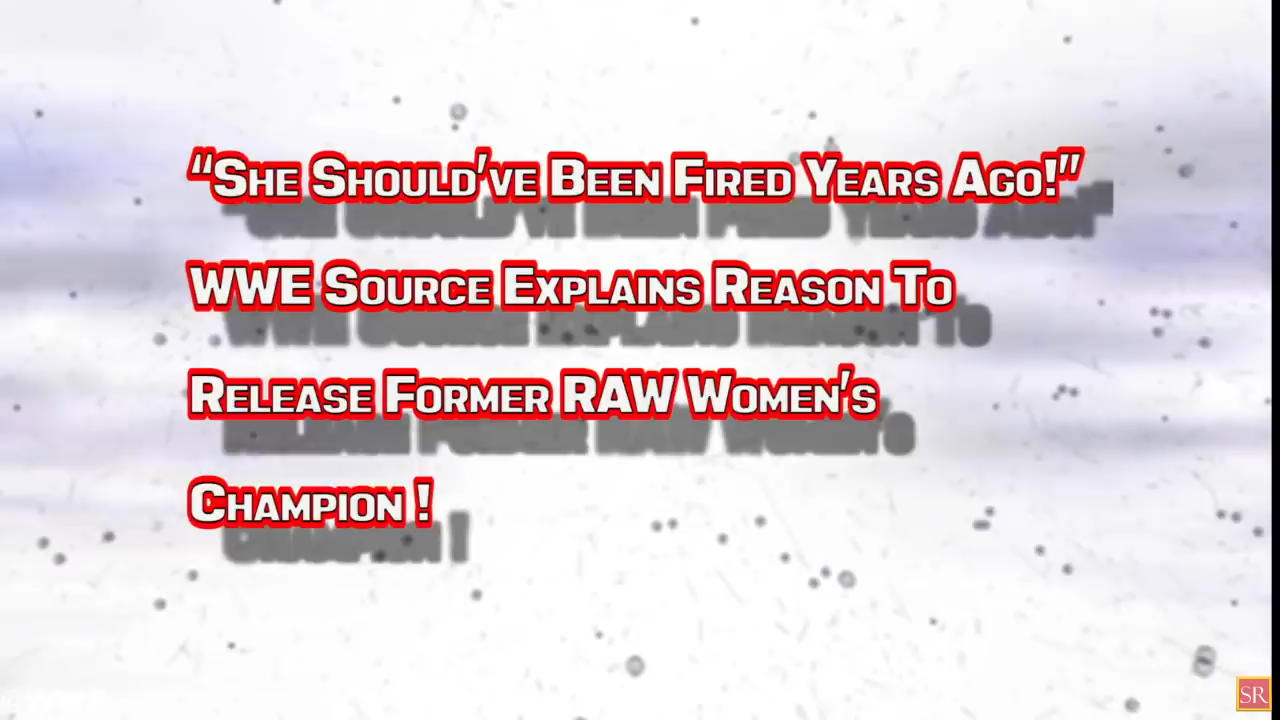 “She Should've Been Fired Years Ago!”
WWE Source Explains Reason To
Release Former RAW Women's
Champion !
SR